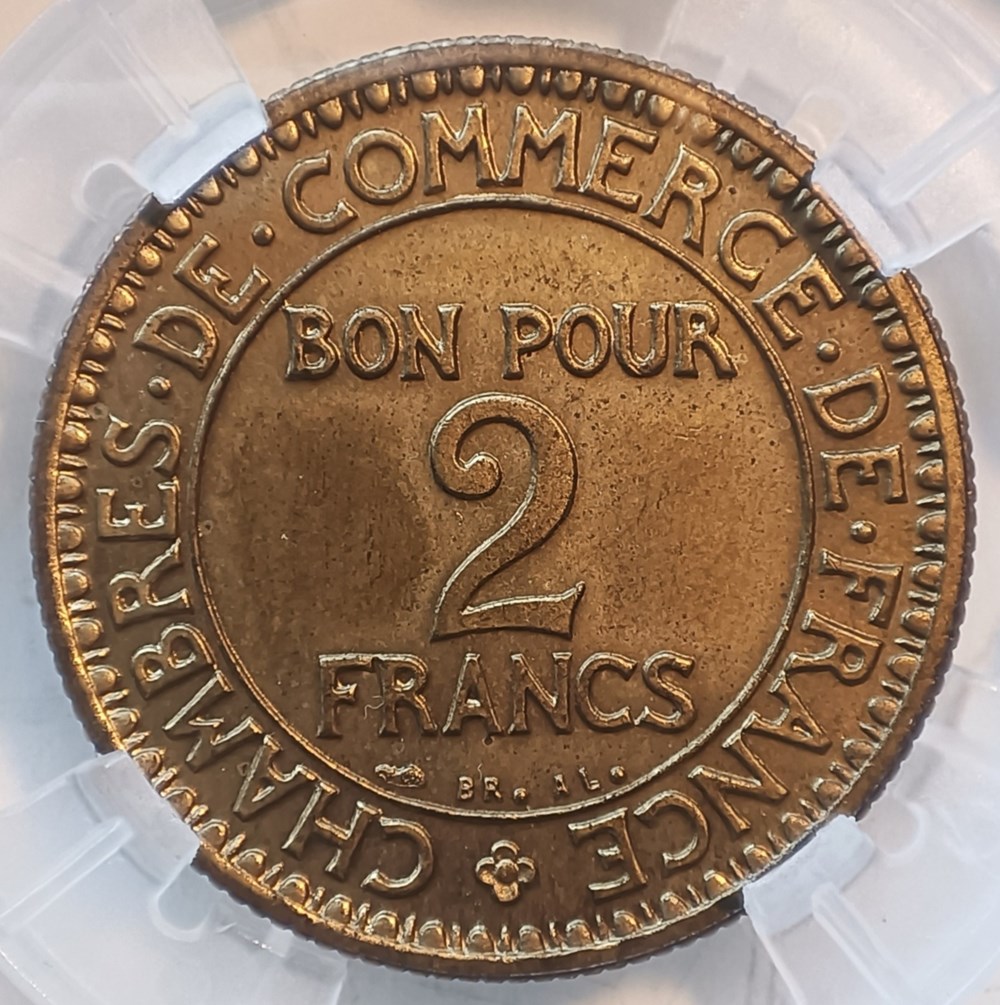 CHAMBRES·DE·COMMERCE·DE·FRANCE
BON POUR
2
FRANCS
BR. AL.